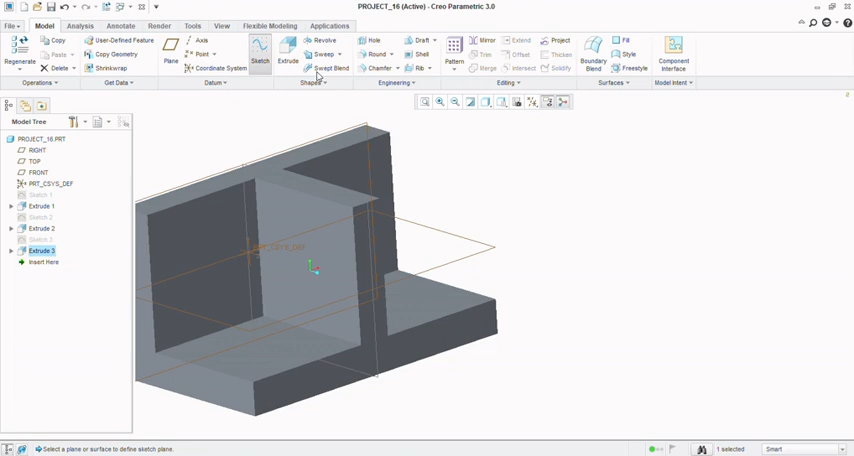 PROJECT_16 (Active) - Creo Parametric 3.0
File Model Analysis Annotate Render Tools View Flexible Modeling Applications
Regenerate
Copy
Paste
Delete
Operations
User-Defined Feature
Copy Geometry
Shrinkwrap
Get Data
Plane
Axis
Point
Coordinate System
Datum
Sketch
Extrude
Revolve
Sweep
Swept Blend
Shapes
Hole
Round
Chamfer
Draft
Shell
Rib
Engineering
Pattern
Mirror
Trim
Merge
Extend
Offset
Intersect
Project
Thicken
Solidify
Editing
Boundary
Blend
Fill
Style
Freestyle
Surfaces
Component
Interface
Model Intent
2
Model Tree
PROJECT_16.PRT
RIGHT
TOP
FRONT
PRT_CSYS_DEF
Sketch 1
Extrude 1
Sketch 2
Extrude 2
Sketch 3
Extrude 3
Insert Here
PRT_CSYS_DEF
Select a plane or surface to define sketch plane.
1 selected
Smart